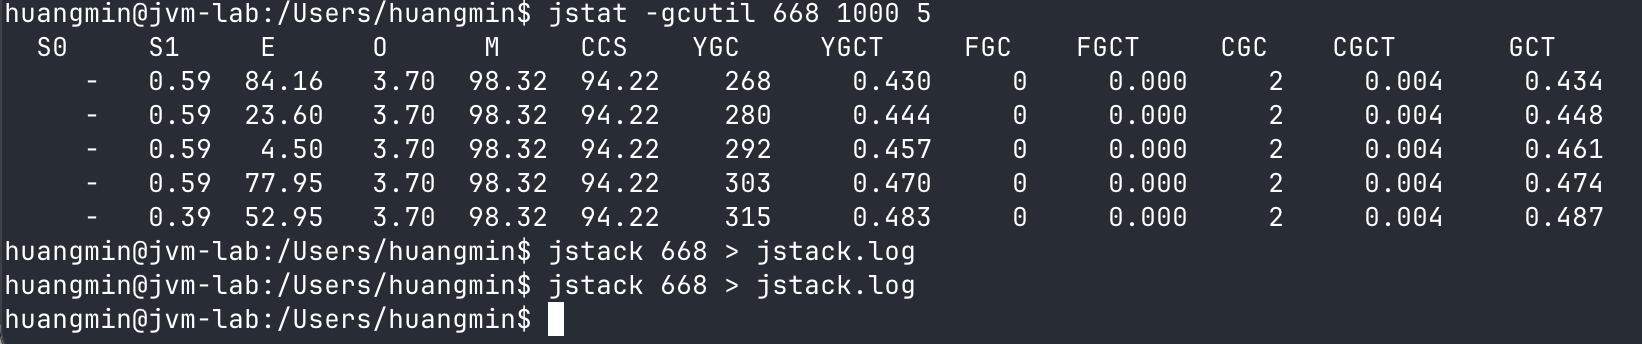 huangmin@jvm-lab:/Users/huangmin$ jstat -gcutil 668 1000 5
  S0     S1     E      O      M     CCS    YGC     YGCT     FGC    FGCT     CGC    CGCT       GCT
     -   0.59  84.16   3.70  98.32  94.22    268     0.430     0     0.000     2     0.004     0.434
     -   0.59  23.60   3.70  98.32  94.22    280     0.444     0     0.000     2     0.004     0.448
     -   0.59   4.50   3.70  98.32  94.22    292     0.457     0     0.000     2     0.004     0.461
     -   0.59  77.95   3.70  98.32  94.22    303     0.470     0     0.000     2     0.004     0.474
     -   0.39  52.95   3.70  98.32  94.22    315     0.483     0     0.000     2     0.004     0.487
huangmin@jvm-lab:/Users/huangmin$ jstack 668 > jstack.log
huangmin@jvm-lab:/Users/huangmin$ jstack 668 > jstack.log
huangmin@jvm-lab:/Users/huangmin$